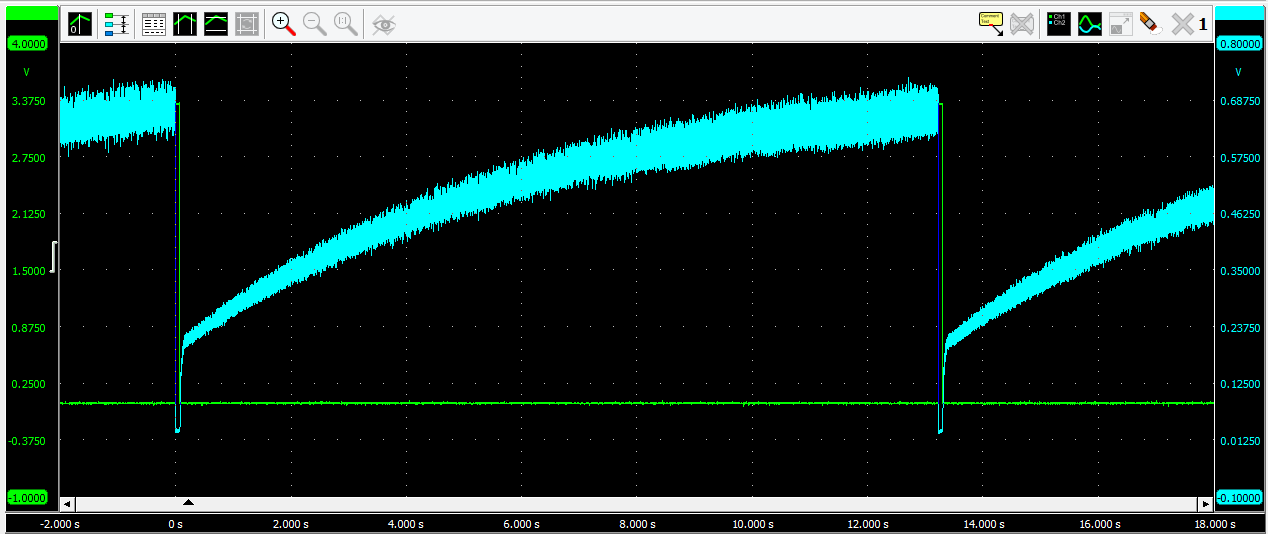 0
1:1
Comment
Text
Ch1
Ch2
1
4.0000
V
3.3750
2.7500
2.1250
1.5000
0.8750
0.2500
-0.3750
-1.0000
0.80000
V
0.68750
0.57500
0.46250
0.35000
0.23750
0.12500
0.01250
-0.10000
-2.000 s
0 s
2.000 s
4.000 s
6.000 s
8.000 s
10.000 s
12.000 s
14.000 s
16.000 s
18.000 s